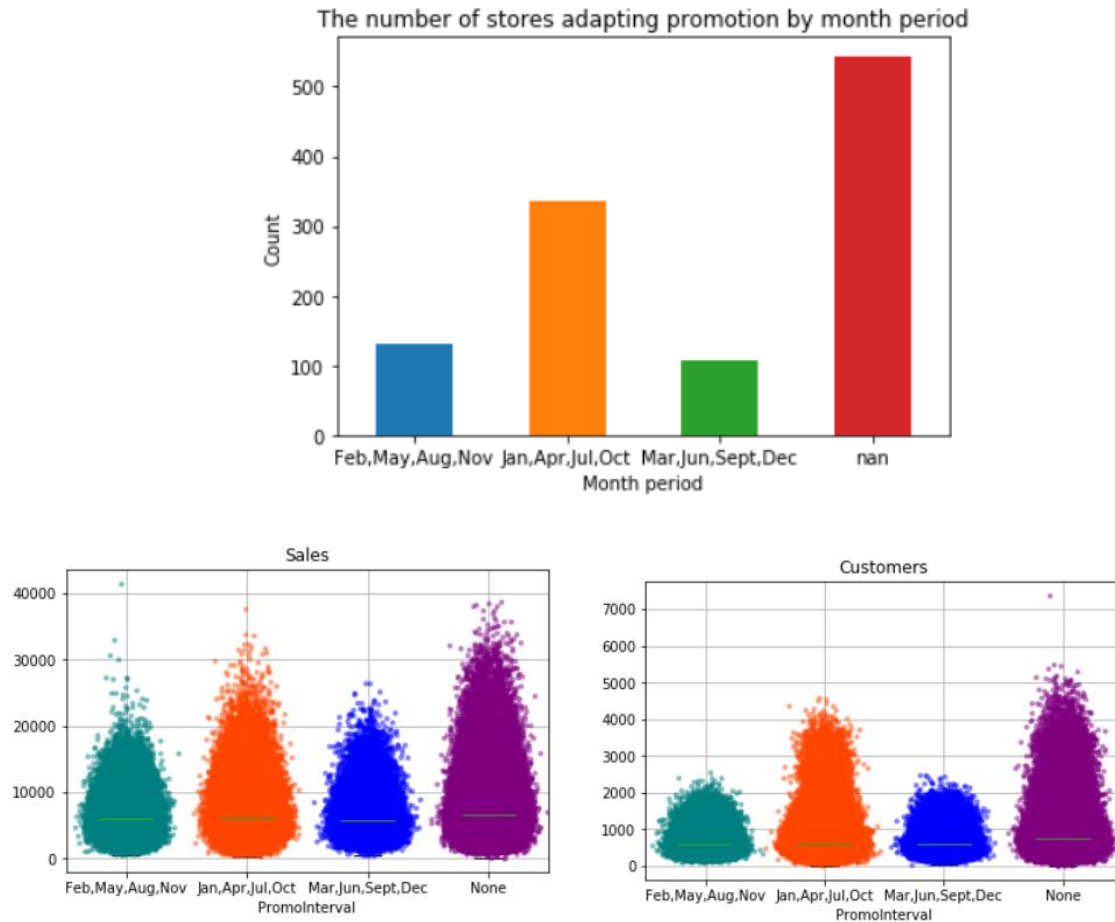 The number of stores adapting promotion by month period
500
400
300
200
100
0
Count
Feb,May,Aug,Nov Jan,Apr,Jul,Oct Mar,Jun,Sept,Dec nan
Month period
Sales
40000
30000
20000
10000
0
Feb,May,Aug,Nov Jan,Apr,Jul,Oct Mar,Jun,Sept,Dec None
PromoInterval
Customers
7000
6000
5000
4000
3000
2000
1000
0
Feb,May,Aug,Nov Jan,Apr,Jul,Oct Mar,Jun,Sept,Dec None
PromoInterval